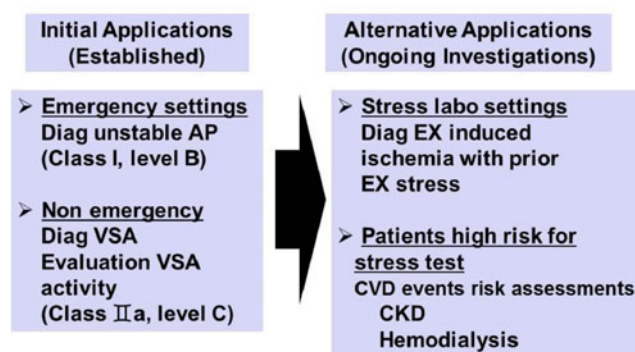 Initial Applications
(Established)
➢ Emergency settings
Diag unstable AP
(Class I, level B)
➢ Non emergency
Diag VSA
Evaluation VSA
activity
(Class Ⅱa, level C)
Alternative Applications
(Ongoing Investigations)
➢ Stress labo settings
Diag EX induced
ischemia with prior
EX stress
➢ Patients high risk for
stress test
CVD events risk assessments
CKD
Hemodialysis